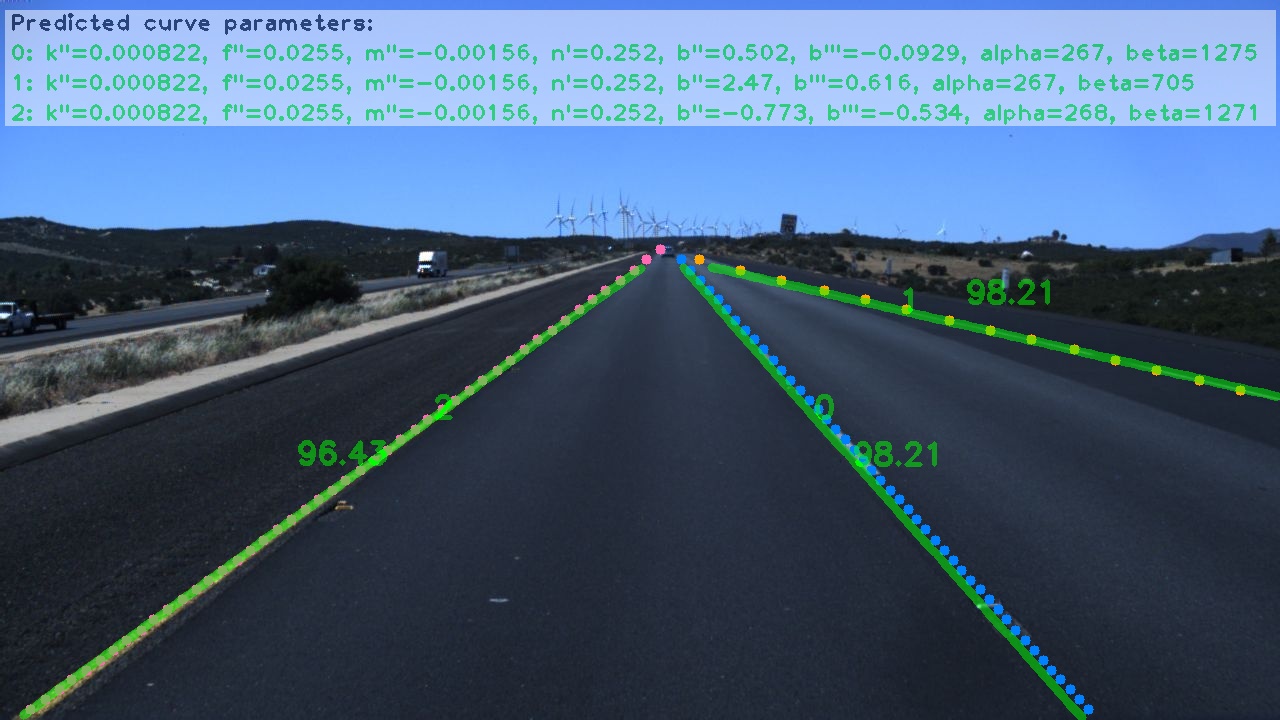 Predicted curve parameters:
0: k''=0.000822, f''=0.0255, m''=−0.00156, n'=0.252, b''=0.502, b'''=−0.0929, alpha=267, beta=1275
1: k''=0.000822, f''=0.0255, m''=−0.00156, n'=0.252, b''=2.47, b'''=0.616, alpha=267, beta=705
2: k''=0.000822, f''=0.0255, m''=−0.00156, n'=0.252, b''=−0.773, b'''=−0.534, alpha=268, beta=1271
1 98.21
2 0
96.43 98.21